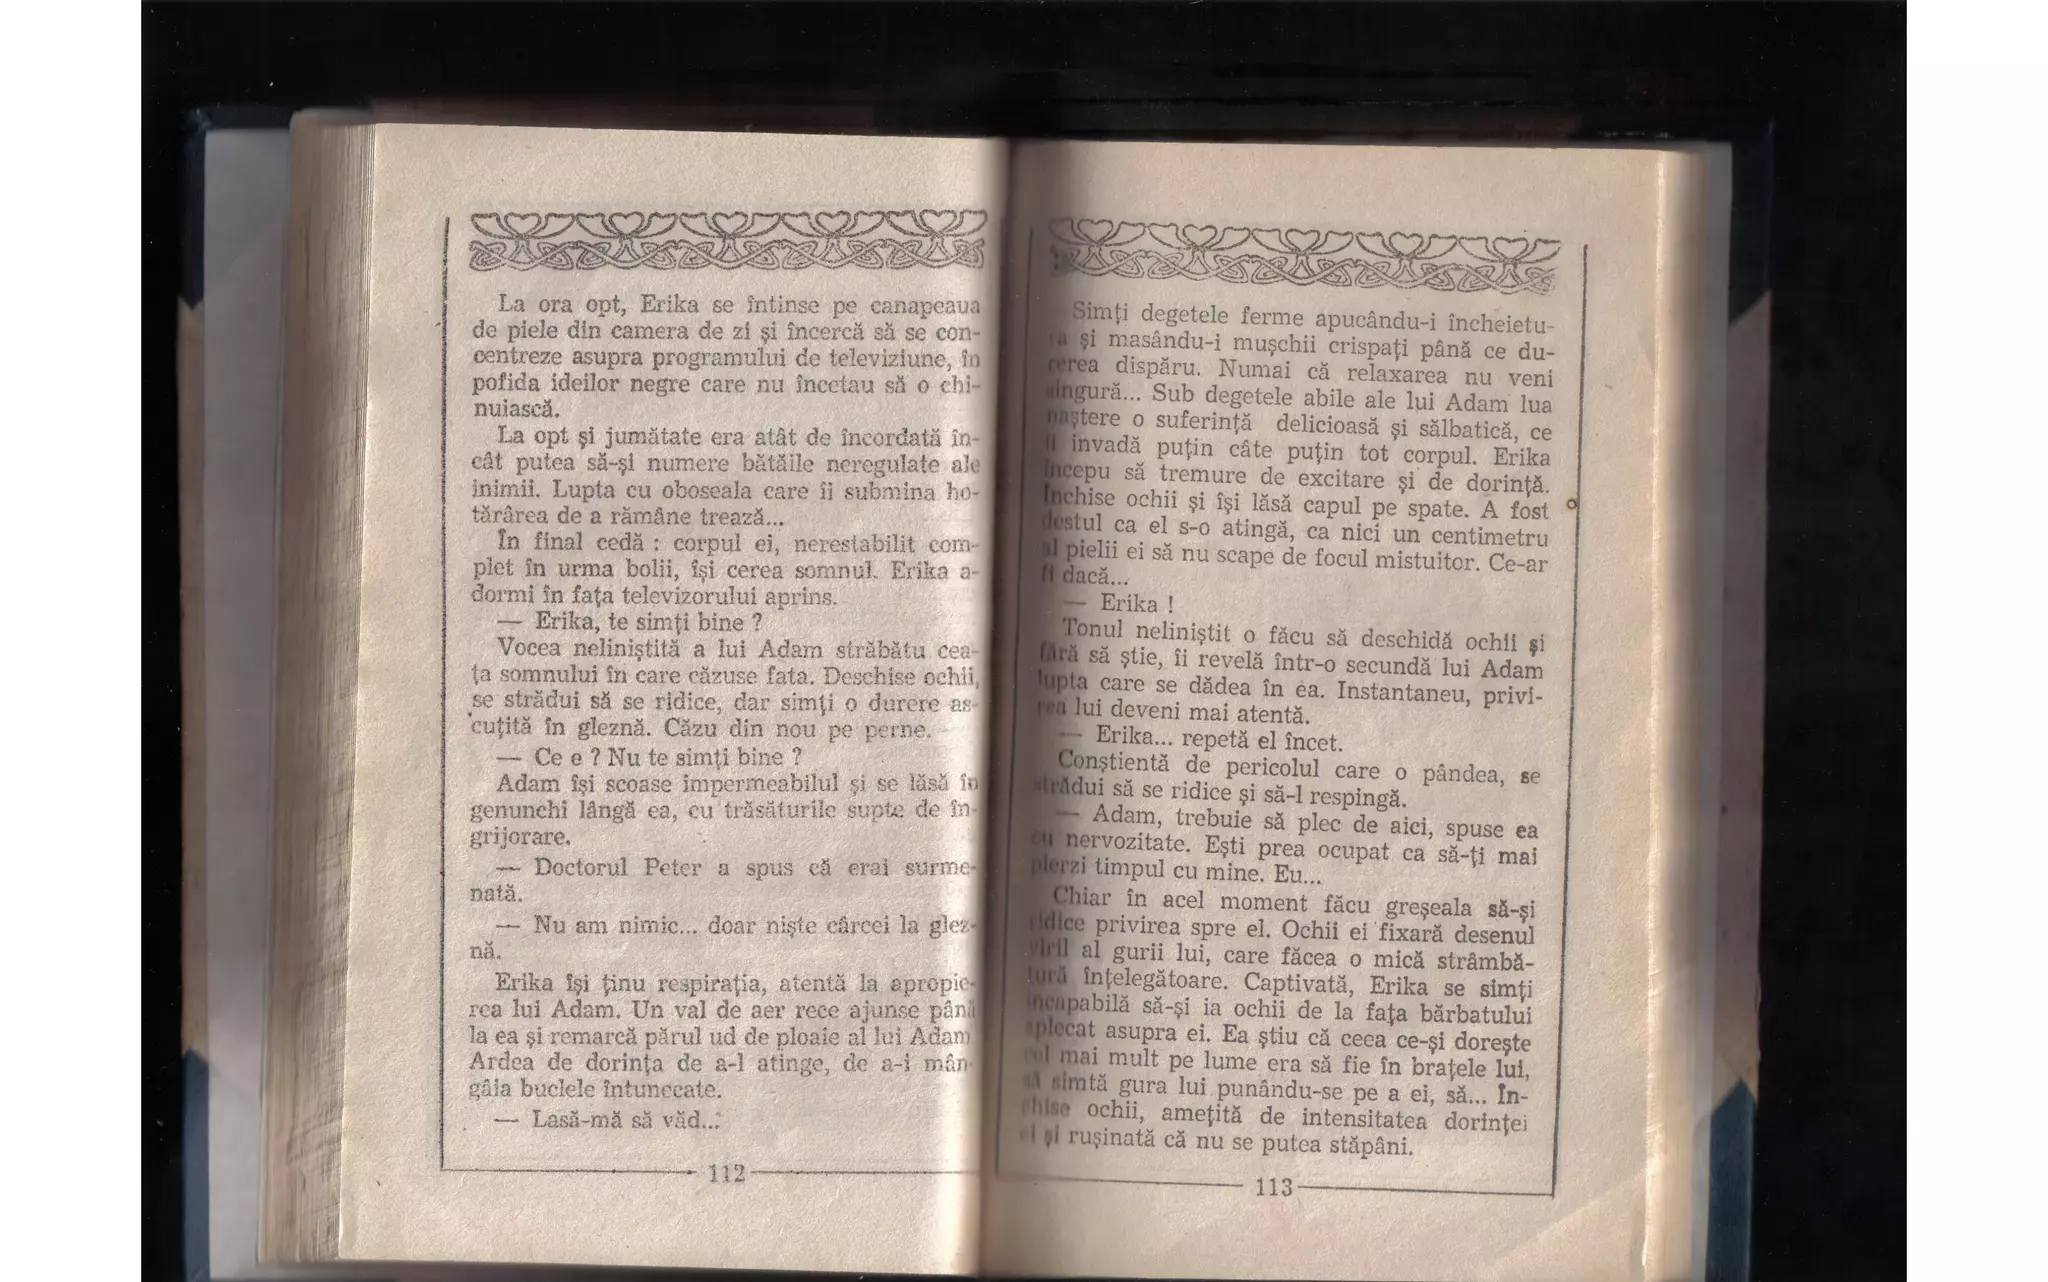 La ora opt, Erika se întinse pe canapeaua
de piele din camera de zi și încercă să se con-
centreze asupra programului de televiziune, în
pofida ideilor negre care nu încetau să o chi-
nuiască.
La opt și jumătate era atât de încordată în-
cât putea să-și numere bătăile neregulate ale
inimii. Lupta cu oboseala care îi submina ho-
tărârea de a rămâne trează...
În final cedă : corpul ei, nerestabilit com-
plet în urma bolii, își cerea somnul. Erika a-
dormi în fața televizorului aprins.
— Erika, te simți bine ?
Vocea neliniștită a lui Adam străbătu cea-
ța somnului în care căzuse fata. Deschise ochii,
se strădui să se ridice, dar simți o durere as-
cuțită în gleznă. Căzu din nou pe perne.
— Ce e ? Nu te simți bine ?
Adam își scoase impermeabilul și se lăsă în
genunchi lângă ea, cu trăsăturile supte de în-
grijorare.
— Doctorul Peter a spus că erai surme-
nată.
— Nu am nimic... doar niște cârcei la glez-
nă.
Erika își ținu respirația, atentă la apropie-
rea lui Adam. Un val de aer rece ajunse până
la ea și remarcă părul ud de ploaie al lui Adam
Ardea de dorința de a-l atinge, de a-i mân-
gâia buclele întunecate.
— Lasă-mă să văd...
112
Simți degetele ferme apucându-i încheietu-
ra și masându-i mușchii crispați până ce du-
rerea dispăru. Numai că relaxarea nu veni
singură... Sub degetele abile ale lui Adam lua
naștere o suferință delicioasă și sălbatică, ce
îi invadă puțin câte puțin tot corpul. Erika
începu să tremure de excitare și de dorință.
Închise ochii și își lăsă capul pe spate. A fost
destul ca el s-o atingă, ca nici un centimetru
al pielii ei să nu scape de focul mistuitor. Ce-ar
fi dacă...
— Erika !
Tonul neliniștit o făcu să deschidă ochii și
fără să știe, îi revelă într-o secundă lui Adam
lupta care se dădea în ea. Instantaneu, privi-
rea lui deveni mai atentă.
— Erika... repetă el încet.
Conștientă de pericolul care o pândea, se
strădui să se ridice și să-l respingă.
— Adam, trebuie să plec de aici, spuse ea
cu nervozitate. Ești prea ocupat ca să-ți mai
pierzi timpul cu mine. Eu...
Chiar în acel moment făcu greșeala să-și
ridice privirea spre el. Ochii ei fixară desenul
viril al gurii lui, care făcea o mică strâmbă-
tură înțelegătoare. Captivată, Erika se simți
incapabilă să-și ia ochii de la fața bărbatului
aplecat asupra ei. Ea știu că ceea ce-și dorește
cel mai mult pe lume era să fie în brațele lui,
să simtă gura lui punându-se pe a ei, să... În-
chise ochii, amețită de intensitatea dorinței
ei și rușinată că nu se putea stăpâni.
113